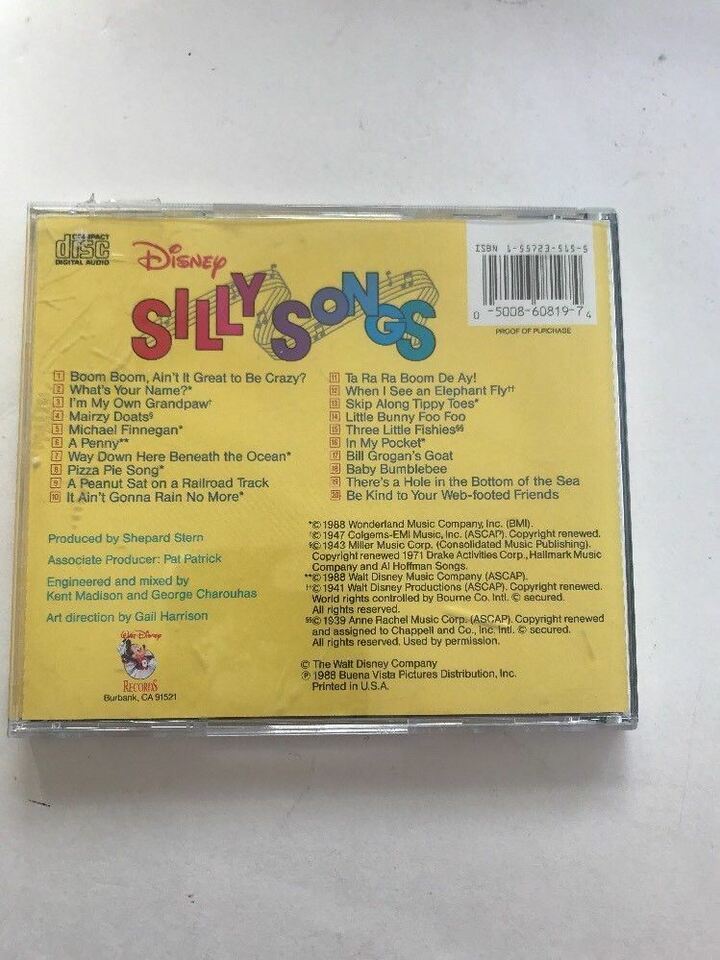 COMPACT
disc
DIGITAL AUDIO
Disney
SILLY SONGS
ISBN 1-55723-515-5
0 -5008-60819-7 4
PROOF OF PURCHASE
1 Boom Boom, Ain't It Great to Be Crazy?
2 What's Your Name?*
3 I'm My Own Grandpaw†
4 Mairzy Doats§
5 Michael Finnegan*
6 A Penny**
7 Way Down Here Beneath the Ocean*
8 Pizza Pie Song*
9 A Peanut Sat on a Railroad Track
10 It Ain't Gonna Rain No More*
11 Ta Ra Ra Boom De Ay!
12 When I See an Elephant Fly††
13 Skip Along Tippy Toes*
14 Little Bunny Foo Foo
15 Three Little Fishies§§
16 In My Pocket*
17 Bill Grogan's Goat
18 Baby Bumblebee
19 There's a Hole in the Bottom of the Sea
20 Be Kind to Your Web-footed Friends
Produced by Shepard Stern
Associate Producer: Pat Patrick
Engineered and mixed by
Kent Madison and George Charouhas
Art direction by Gail Harrison
Walt Disney
RECORDS
Burbank, CA 91521
*© 1988 Wonderland Music Company, Inc. (BMI).
†© 1947 Colgems-EMI Music, Inc. (ASCAP). Copyright renewed.
§© 1943 Miller Music Corp. (Consolidated Music Publishing).
Copyright renewed 1971 Drake Activities Corp., Hallmark Music
Company and Al Hoffman Songs.
**© 1988 Walt Disney Music Company (ASCAP).
††© 1941 Walt Disney Productions (ASCAP). Copyright renewed.
World rights controlled by Bourne Co. Intl. © secured.
All rights reserved.
§§© 1939 Anne Rachel Music Corp. (ASCAP). Copyright renewed
and assigned to Chappell and Co., Inc. Intl. © secured.
All rights reserved. Used by permission.
© The Walt Disney Company
℗ 1988 Buena Vista Pictures Distribution, Inc.
Printed in U.S.A.